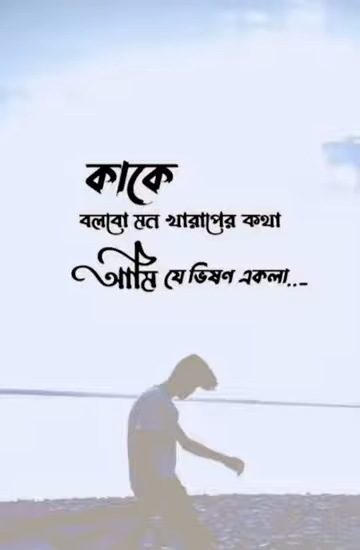 কাকে
বলবো মন খারাপের কথা
আমি যে ভিষণ একলা..-